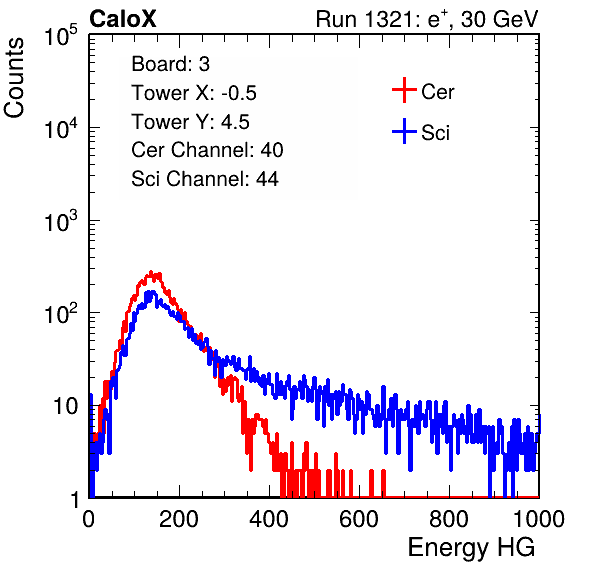 CaloX Run 1321: e⁺, 30 GeV
Counts
10⁵
10⁴
10³
10²
10
1
Board: 3
Tower X: -0.5
Tower Y: 4.5
Cer Channel: 40
Sci Channel: 44
Cer
Sci
0 200 400 600 800 1000
Energy HG